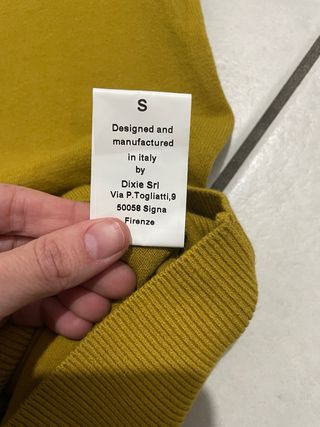 S
Designed and
manufactured
in italy
by
Dixie Srl
Via P.Togliatti,9
50058 Signa
Firenze